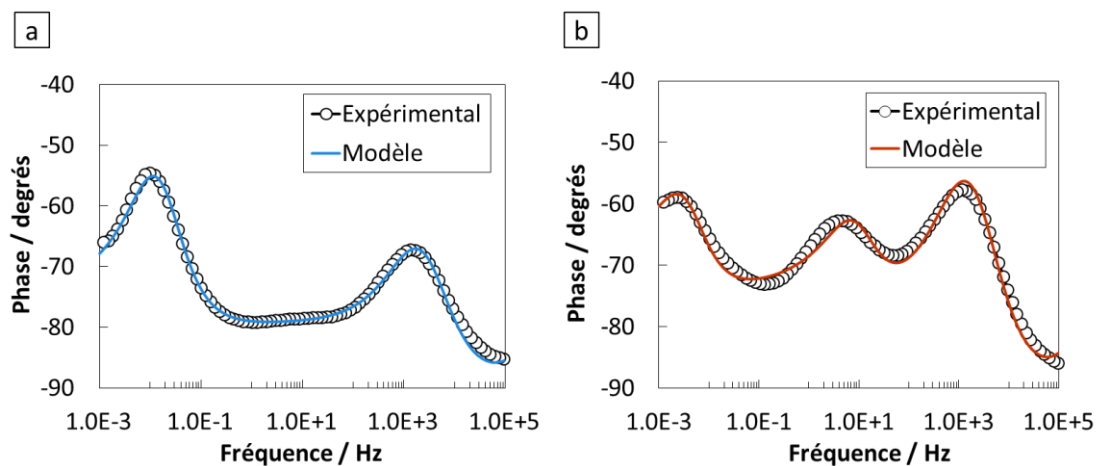 a
-40
-50
-60
-70
-80
-90
Phase / degrés
Expérimental
Modèle
1.0E-3 1.0E-1 1.0E+1 1.0E+3 1.0E+5
Fréquence / Hz
b
-40
-50
-60
-70
-80
-90
Phase / degrés
Expérimental
Modèle
1.0E-3 1.0E-1 1.0E+1 1.0E+3 1.0E+5
Fréquence / Hz